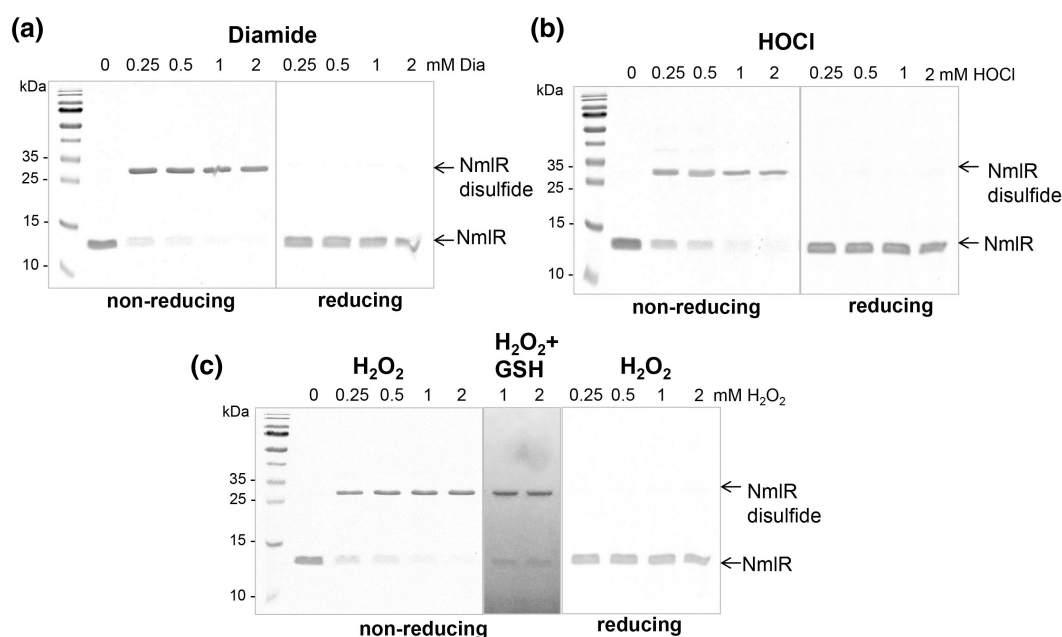 (a)
Diamide
0 0.25 0.5 1 2 0.25 0.5 1 2 mM Dia
kDa
35 -
25 -
15 -
10 -
NmlR
disulfide
NmlR
non-reducing reducing
(b)
HOCl
0 0.25 0.5 1 2 0.25 0.5 1 2 mM HOCl
kDa
35 -
25 -
15 -
10 -
NmlR
disulfide
NmlR
non-reducing reducing
(c)
H₂O₂ H₂O₂+ GSH H₂O₂
0 0.25 0.5 1 2 1 2 0.25 0.5 1 2 mM H₂O₂
kDa
35 -
25 -
15 -
10 -
NmlR
disulfide
NmlR
non-reducing reducing